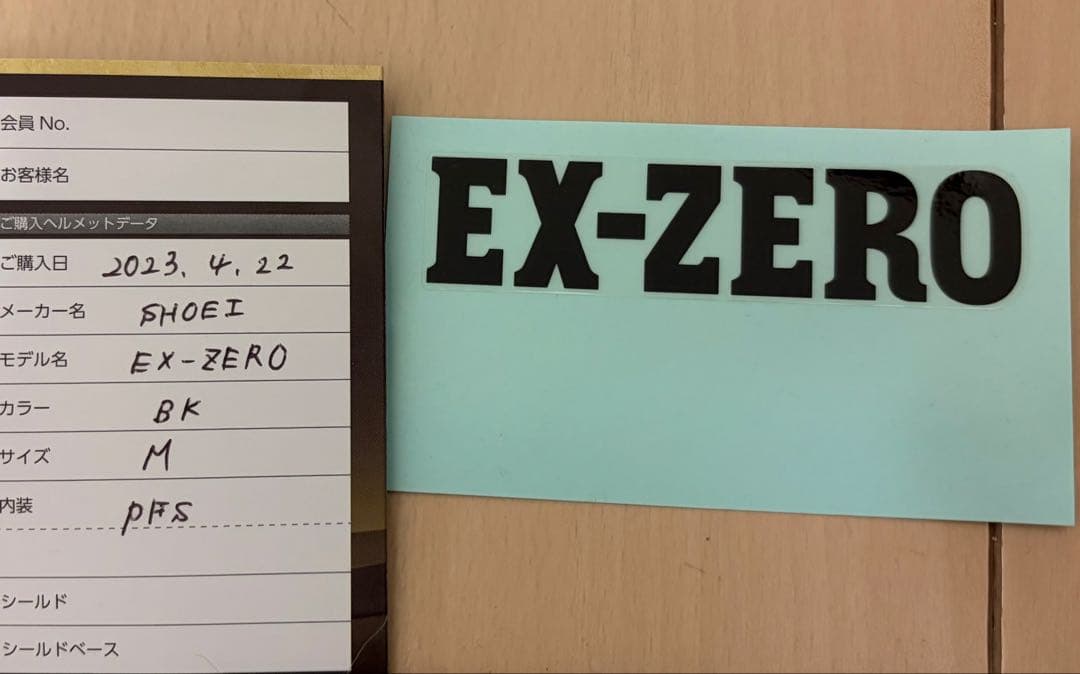 会員 No.
お客様名
ご購入ヘルメットデータ
ご購入日 2023. 4. 22
メーカー名 SHOEI
モデル名 EX-ZERO
カラー BK
サイズ M
内装 PFS
シールド
シールドベース
EX-ZERO